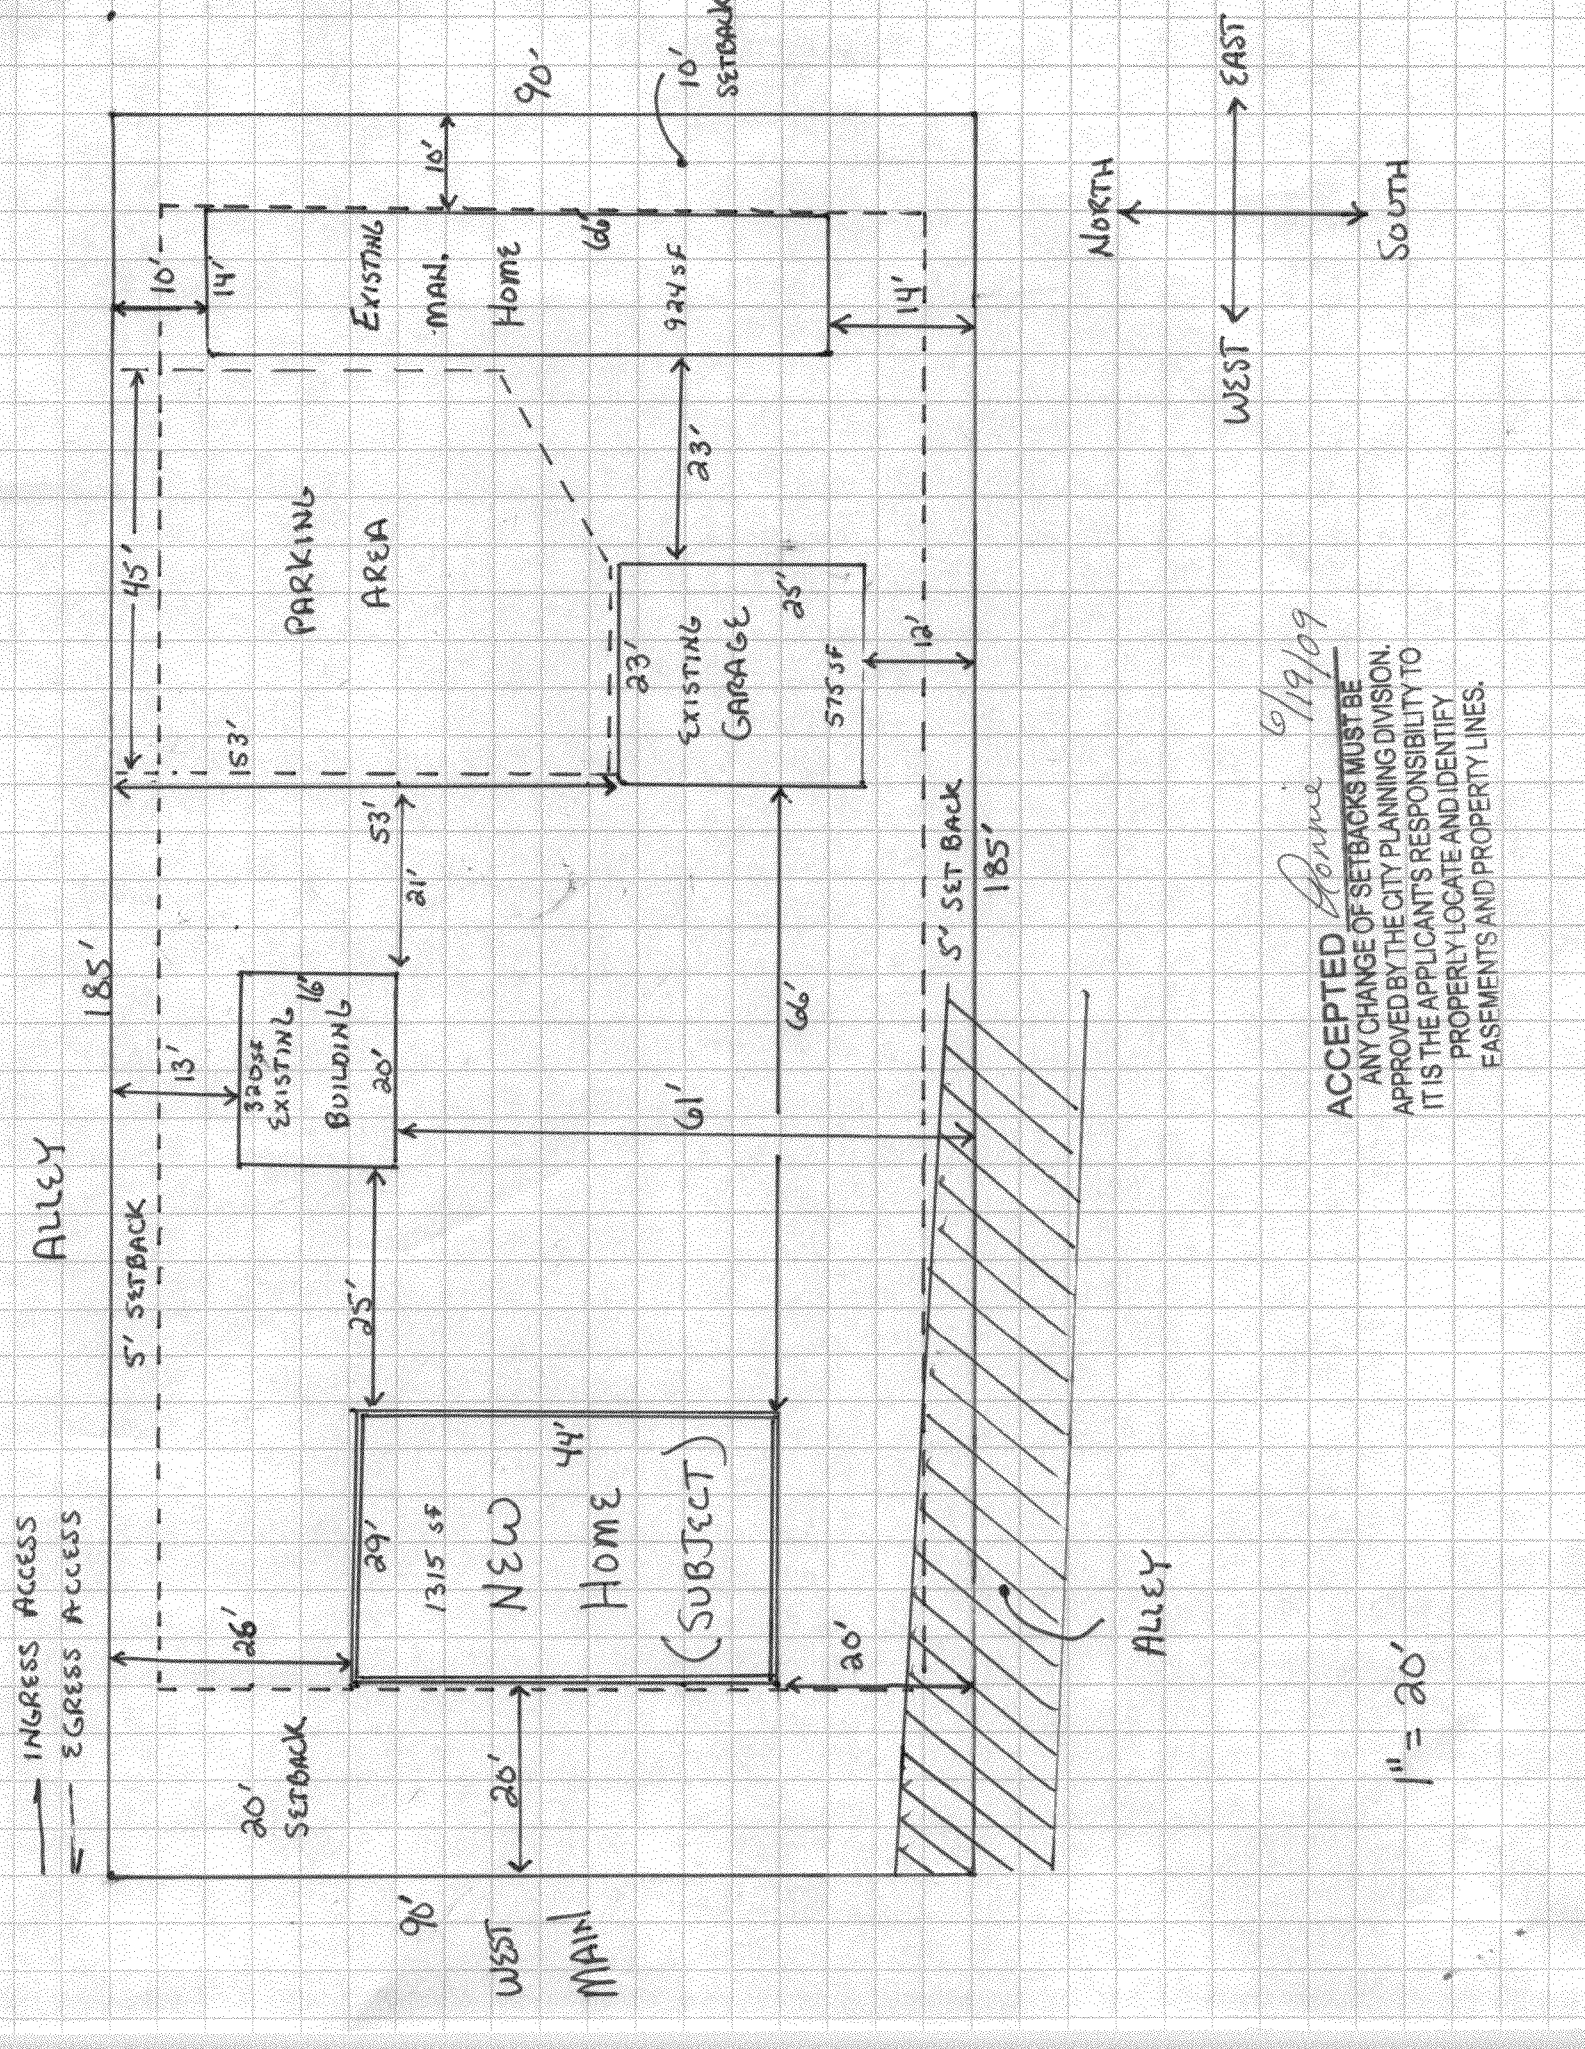 INGRESS ACCESS
EGRESS ACCESS
ALLEY
185'
5' SETBACK
20'
SETBACK
26'
13'
53'
53'
45'
10'
10'
10'
SETBACK
90'
WEST
MAIN
90'
20'
29'
1315 SF
NEW
44'
HOME
(SUBJECT)
20'
25'
320 SF
EXISTING
16'
BUILDING
20'
21'
61'
66'
PARKING
AREA
23'
EXISTING
GARAGE
25'
575 SF
12'
23'
14'
EXISTING
MAN.
HOME
66'
924 SF
14'
5' SET BACK
185'
ALLEY
NORTH
WEST
EAST
SOUTH
1" = 20'
ACCEPTED Bonnie 6/19/09
ANY CHANGE OF SETBACKS MUST BE
APPROVED BY THE CITY PLANNING DIVISION.
IT IS THE APPLICANT'S RESPONSIBILITY TO
PROPERLY LOCATE AND IDENTIFY
EASEMENTS AND PROPERTY LINES.